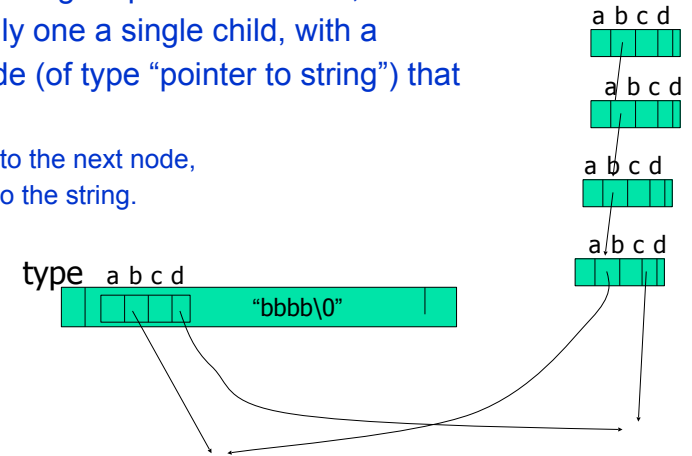 ly one a single child, with a
de (of type “pointer to string”) that
to the next node,
o the string.
a b c d
a b c d
a b c d
a b c d
type a b c d
“bbbb\0”